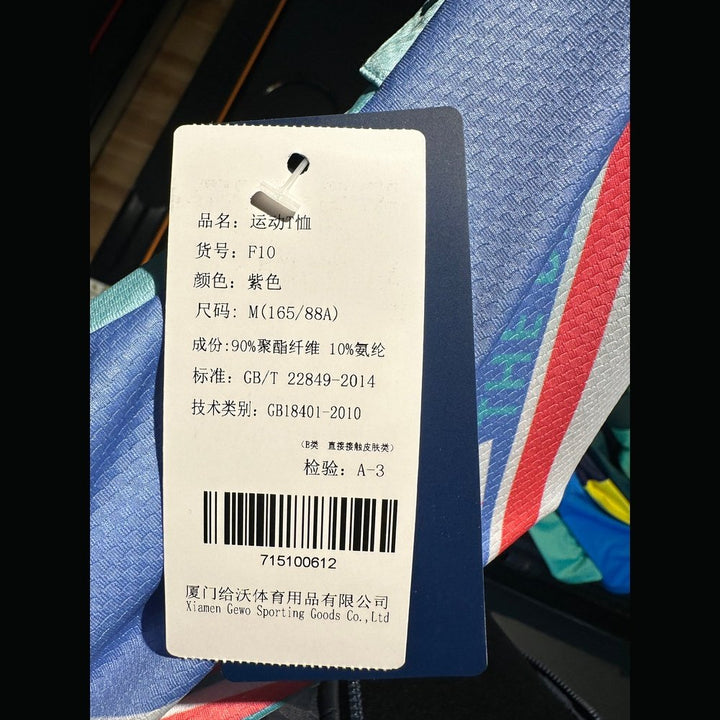 品名: 运动T恤
货号: F10
颜色: 紫色
尺码: M(165/88A)
成份:90%聚酯纤维 10%氨纶
标准: GB/T 22849-2014
技术类别: GB18401-2010
(B类 直接接触皮肤类)
检验: A-3
715100612
厦门给沃体育用品有限公司
Xiamen Gewo Sporting Goods Co.,Ltd
THE